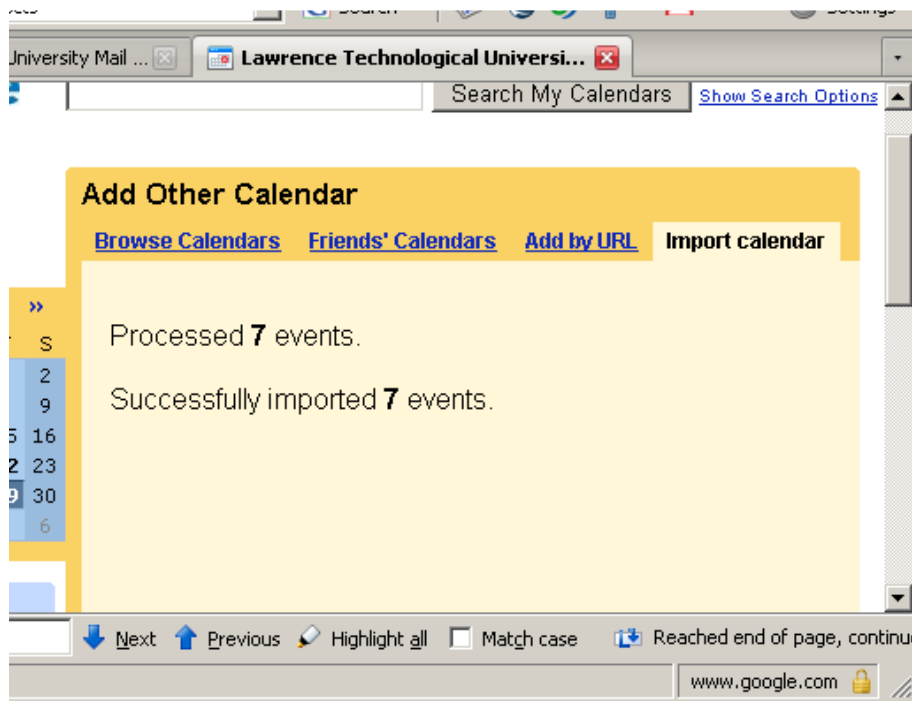 Search Settings
University Mail ... Lawrence Technological Universi...
Search My Calendars Show Search Options
Add Other Calendar
Browse Calendars Friends' Calendars Add by URL Import calendar
»
S
Processed 7 events.
2
Successfully imported 7 events.
9
16
23
30
6
Next Previous Highlight all Match case Reached end of page, continu
www.google.com